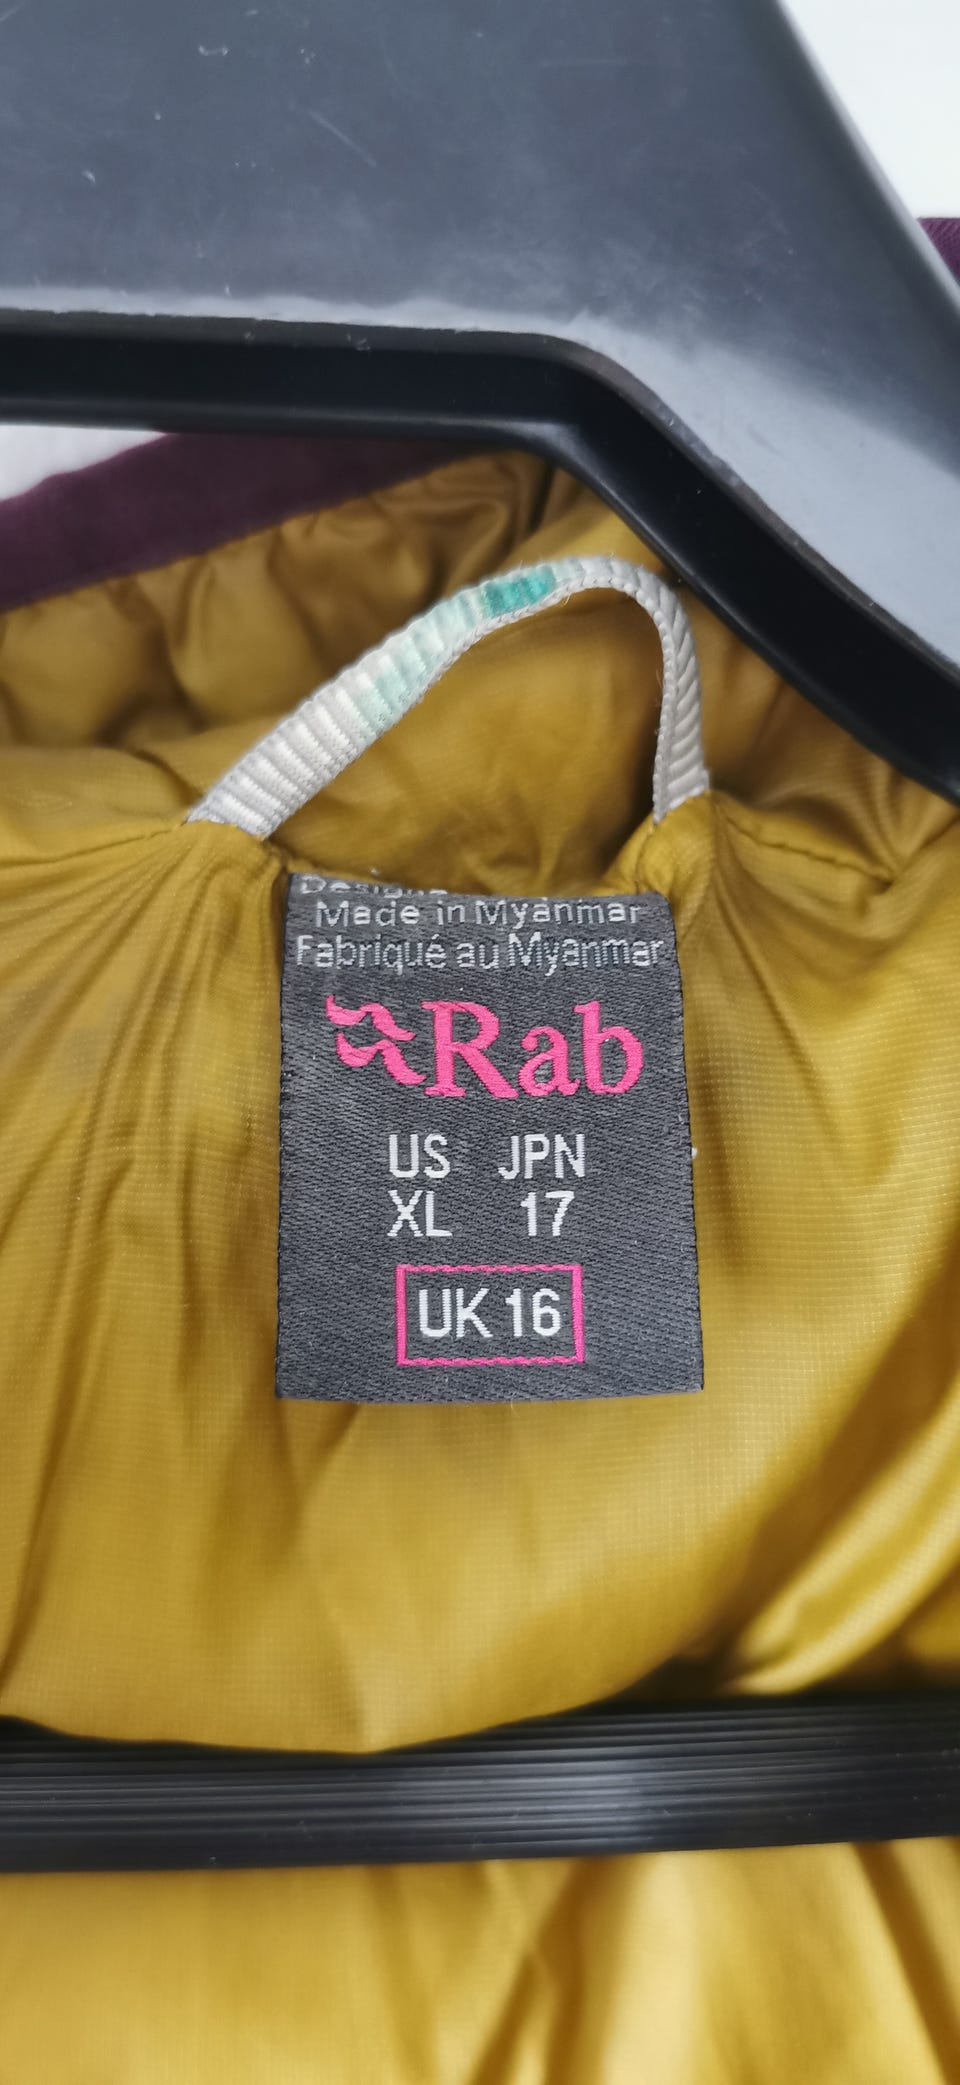 Made in Myanmar
Fabriqué au Myanmar
Rab
US JPN
XL 17
UK 16